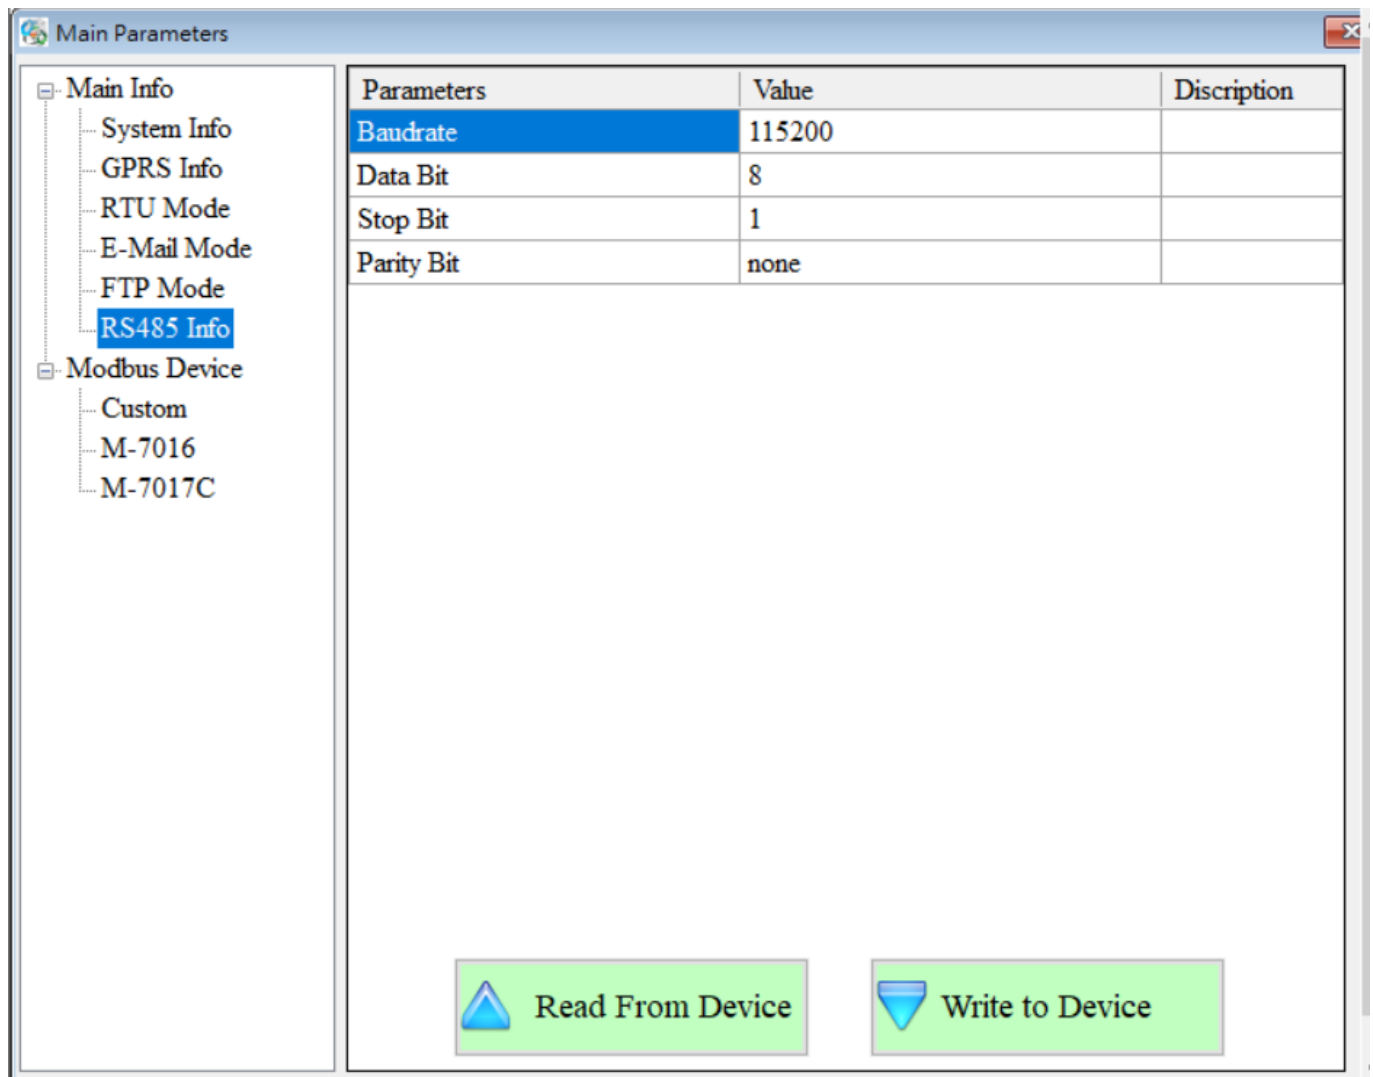 Main Parameters
Main Info
System Info
GPRS Info
RTU Mode
E-Mail Mode
FTP Mode
RS485 Info
Modbus Device
Custom
M-7016
M-7017C
Parameters Value Discription
Baudrate 115200
Data Bit 8
Stop Bit 1
Parity Bit none
Read From Device Write to Device